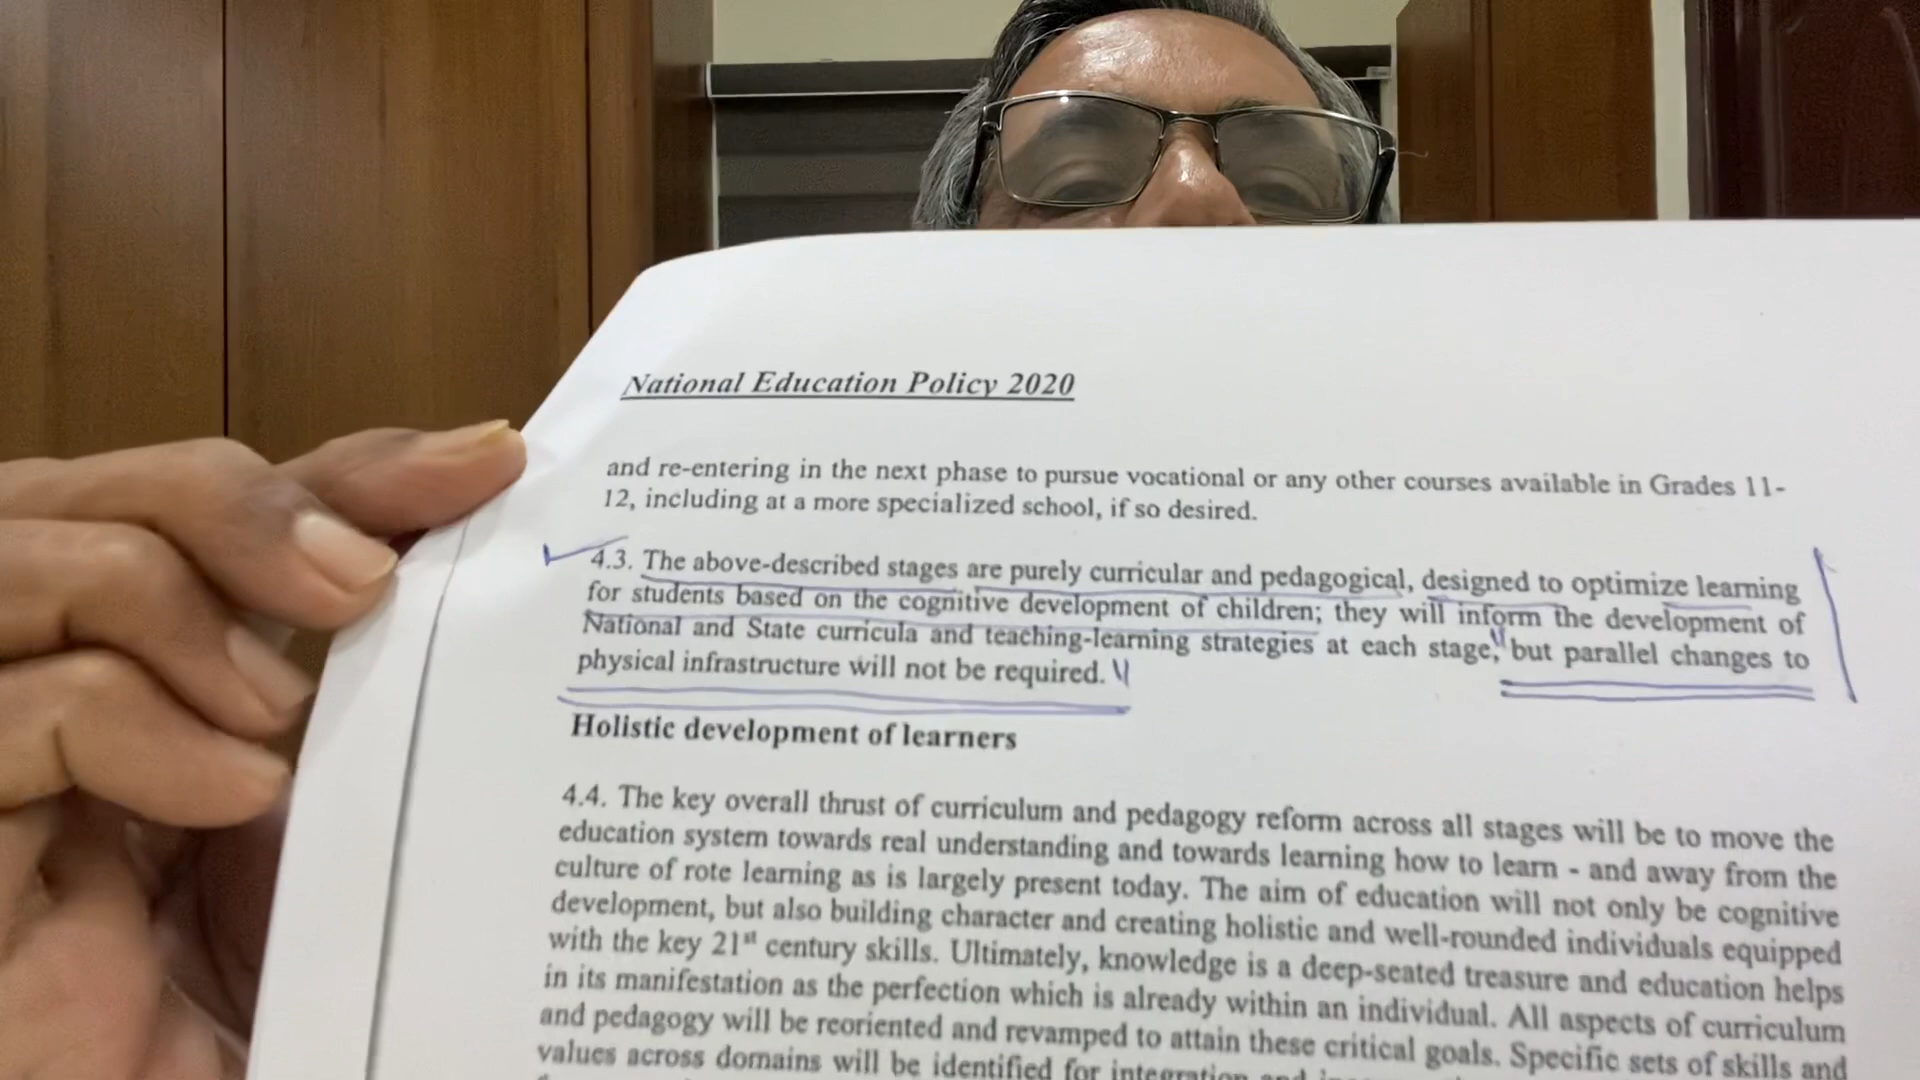 National Education Policy 2020
and re-entering in the next phase to pursue vocational or any other courses available in Grades 11-
12, including at a more specialized school, if so desired.
4.3. The above-described stages are purely curricular and pedagogical, designed to optimize learning
for students based on the cognitive development of children; they will inform the development of
National and State curricula and teaching-learning strategies at each stage, but parallel changes to
physical infrastructure will not be required.
Holistic development of learners
4.4. The key overall thrust of curriculum and pedagogy reform across all stages will be to move the
education system towards real understanding and towards learning how to learn - and away from the
culture of rote learning as is largely present today. The aim of education will not only be cognitive
development, but also building character and creating holistic and well-rounded individuals equipped
with the key 21st century skills. Ultimately, knowledge is a deep-seated treasure and education helps
in its manifestation as the perfection which is already within an individual. All aspects of curriculum
and pedagogy will be reoriented and revamped to attain these critical goals. Specific sets of skills and
values across domains will be identified for integration and